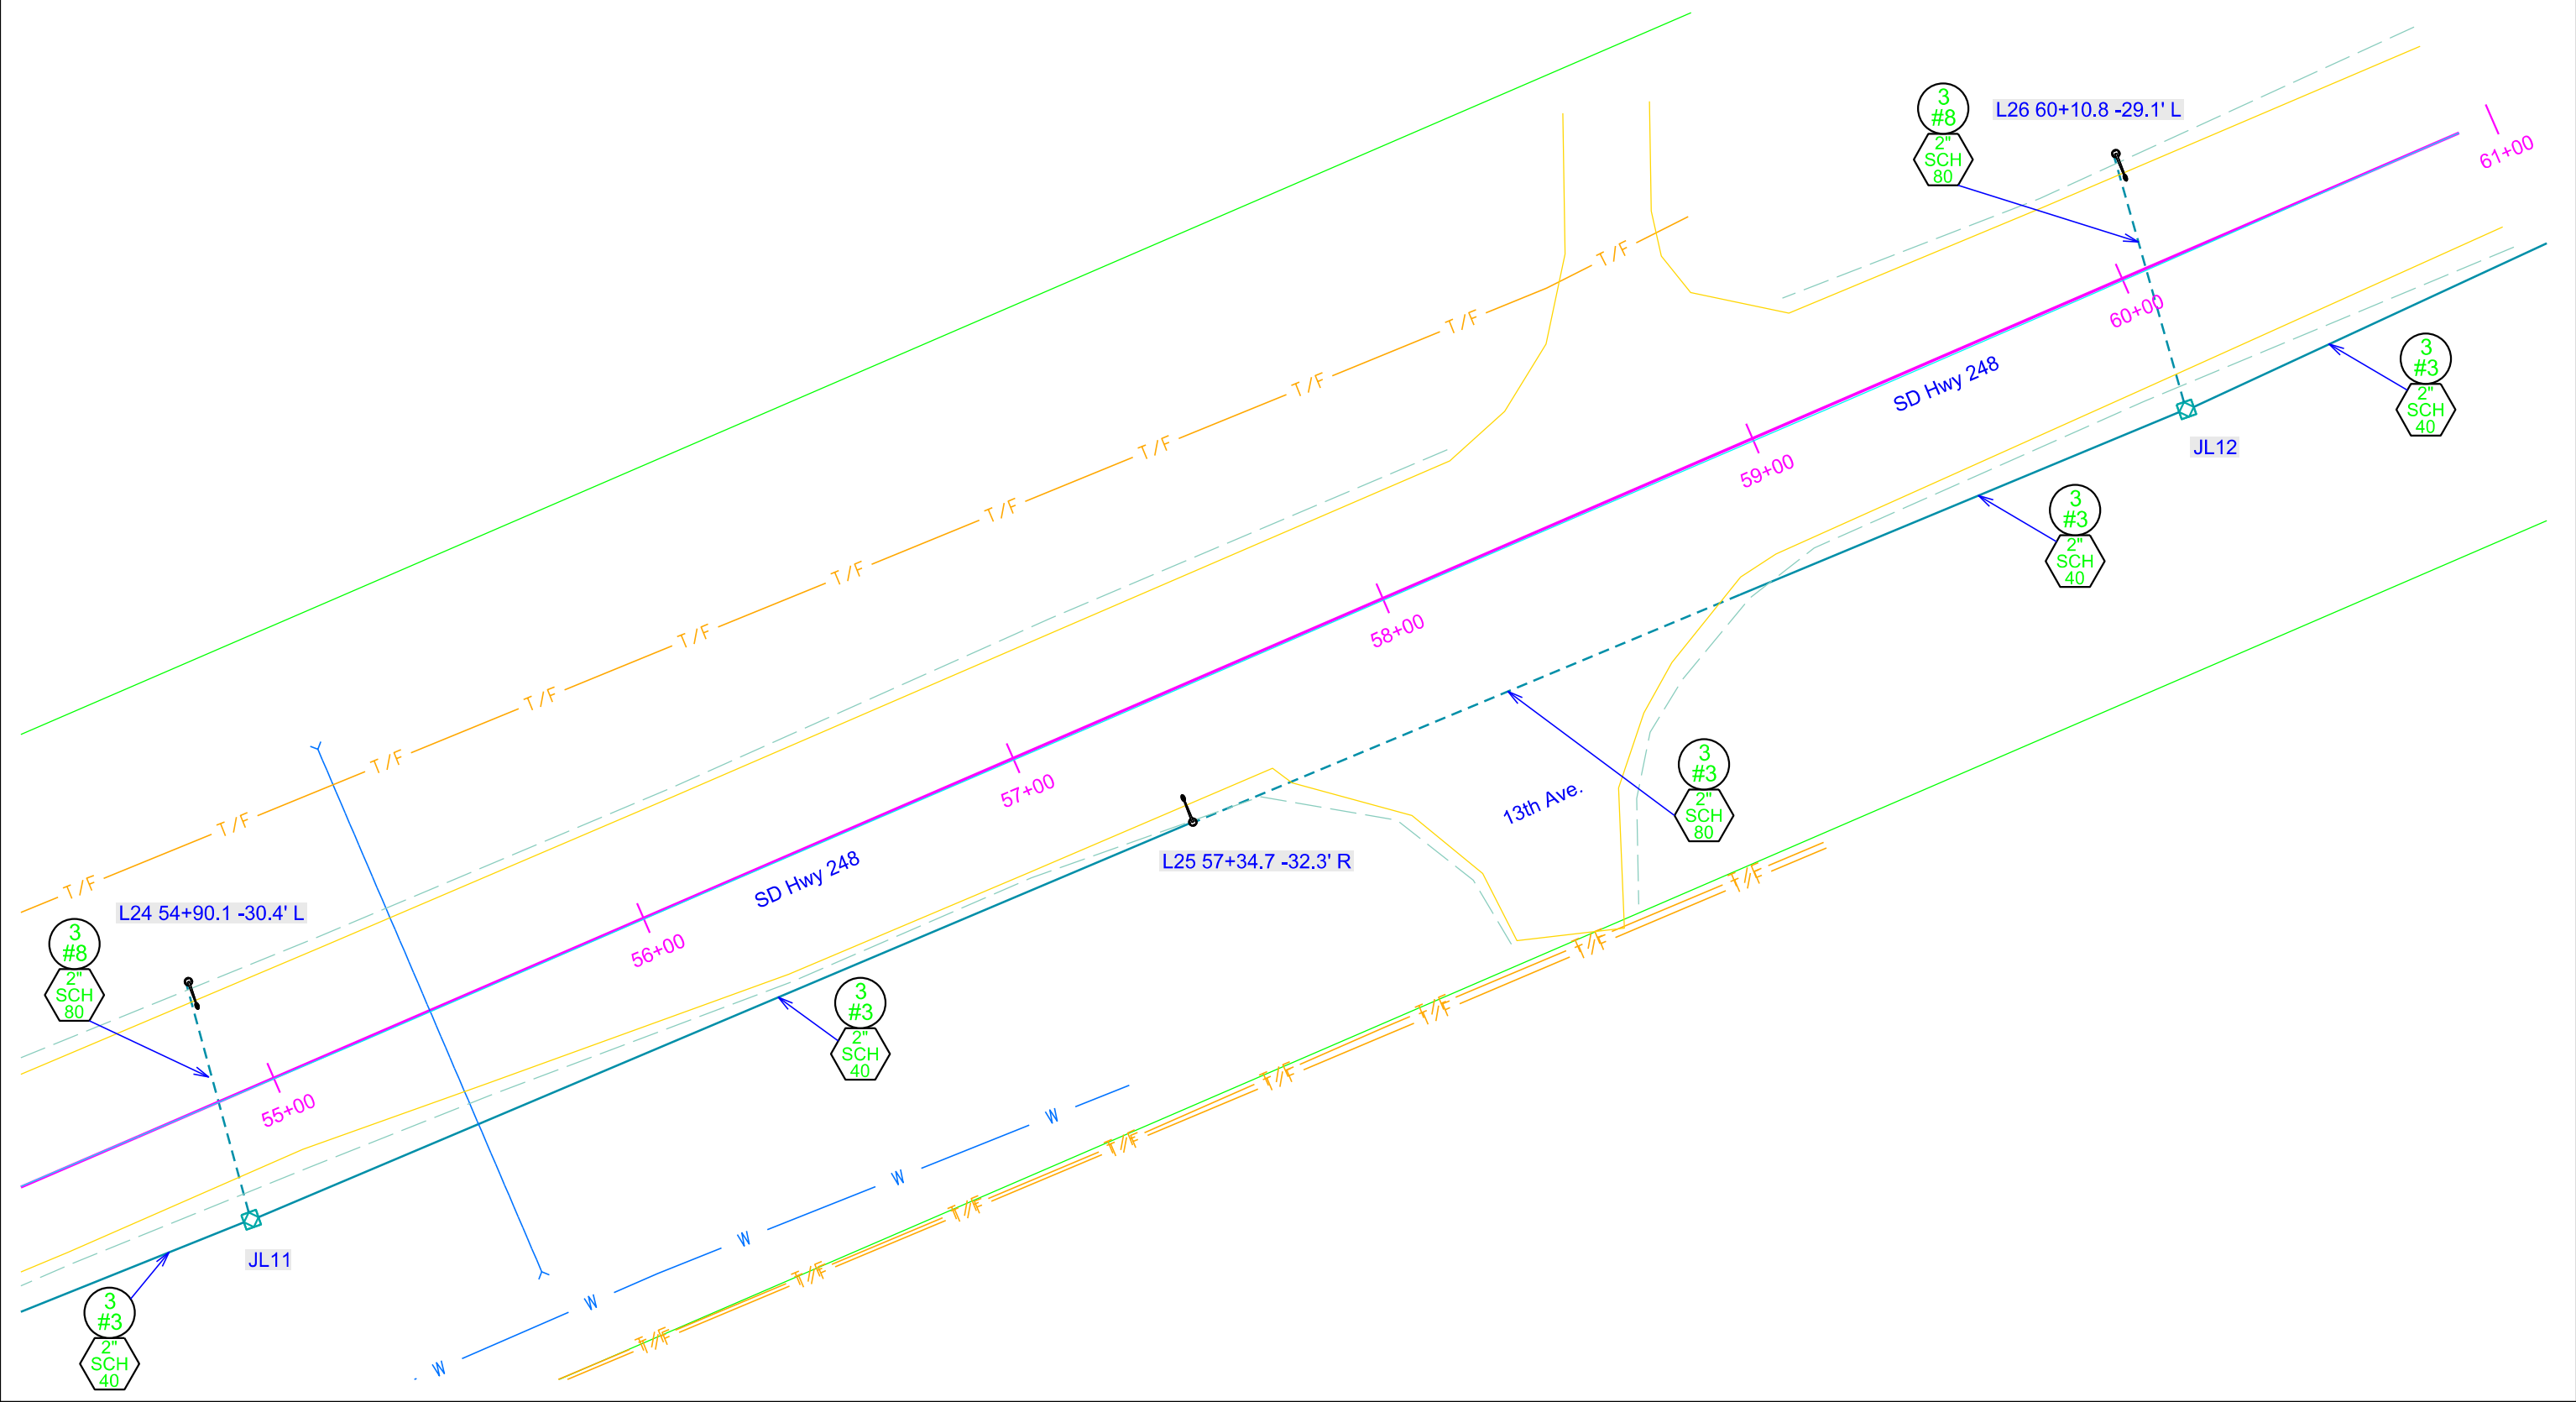 3
#8
2"
SCH
80
L26 60+10.8 -29.1' L
61+00
T/F
T/F
60+00
3
#3
2"
SCH
40
T/F
SD Hwy 248
JL12
T/F
59+00
T/F
3
#3
2"
SCH
40
T/F
58+00
T/F
T/F
3
#3
2"
SCH
80
T/F
57+00
13th Ave.
T/F
L25 57+34.7 -32.3' R
SD Hwy 248
T/F
T/F
L24 54+90.1 -30.4' L
3
#8
2"
SCH
80
56+00
T/F
3
#3
2"
SCH
40
T/F
55+00
T/F
W
T/F
W
T/F
W
JL11
T/F
W
3
#3
2"
SCH
40
T/F
W